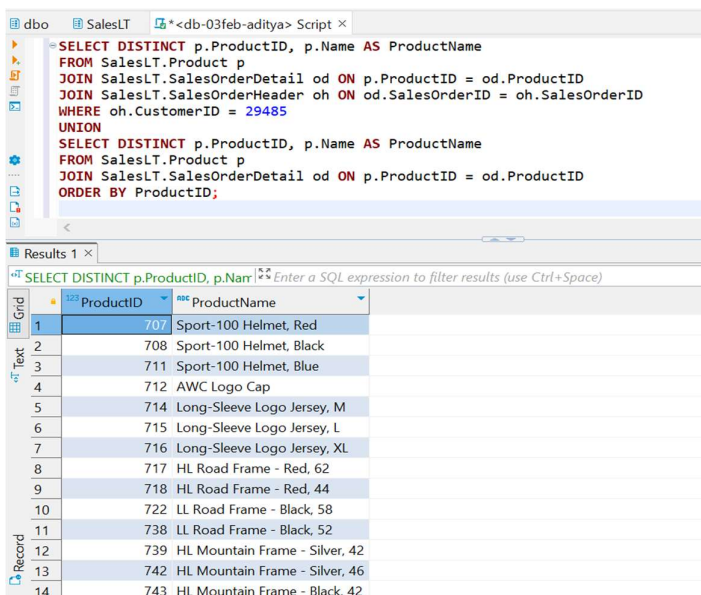 dbo SalesLT *<db-03feb-aditya> Script ×
SELECT DISTINCT p.ProductID, p.Name AS ProductName
FROM SalesLT.Product p
JOIN SalesLT.SalesOrderDetail od ON p.ProductID = od.ProductID
JOIN SalesLT.SalesOrderHeader oh ON od.SalesOrderID = oh.SalesOrderID
WHERE oh.CustomerID = 29485
UNION
SELECT DISTINCT p.ProductID, p.Name AS ProductName
FROM SalesLT.Product p
JOIN SalesLT.SalesOrderDetail od ON p.ProductID = od.ProductID
ORDER BY ProductID;
Results 1 ×
SELECT DISTINCT p.ProductID, p.Nam Enter a SQL expression to filter results (use Ctrl+Space)
Grid
Text
Record
123 ProductID ABC ProductName
1 707 Sport-100 Helmet, Red
2 708 Sport-100 Helmet, Black
3 711 Sport-100 Helmet, Blue
4 712 AWC Logo Cap
5 714 Long-Sleeve Logo Jersey, M
6 715 Long-Sleeve Logo Jersey, L
7 716 Long-Sleeve Logo Jersey, XL
8 717 HL Road Frame - Red, 62
9 718 HL Road Frame - Red, 44
10 722 LL Road Frame - Black, 58
11 738 LL Road Frame - Black, 52
12 739 HL Mountain Frame - Silver, 42
13 742 HL Mountain Frame - Silver, 46
14 743 HL Mountain Frame - Black, 42